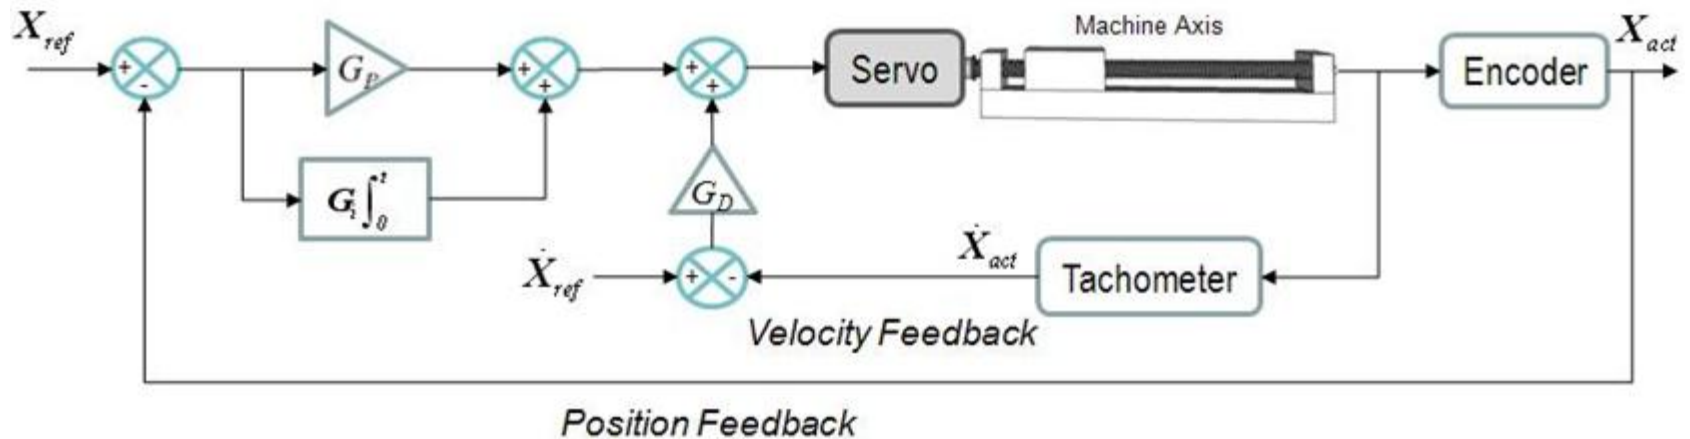 Machine Axis
X_ref
X_act
+
-
G_P
+
+
+
+
Servo
Encoder
G_i ∫_0^t
G_D
Ẋ_ref
+
-
Ẋ_act
Tachometer
Velocity Feedback
Position Feedback